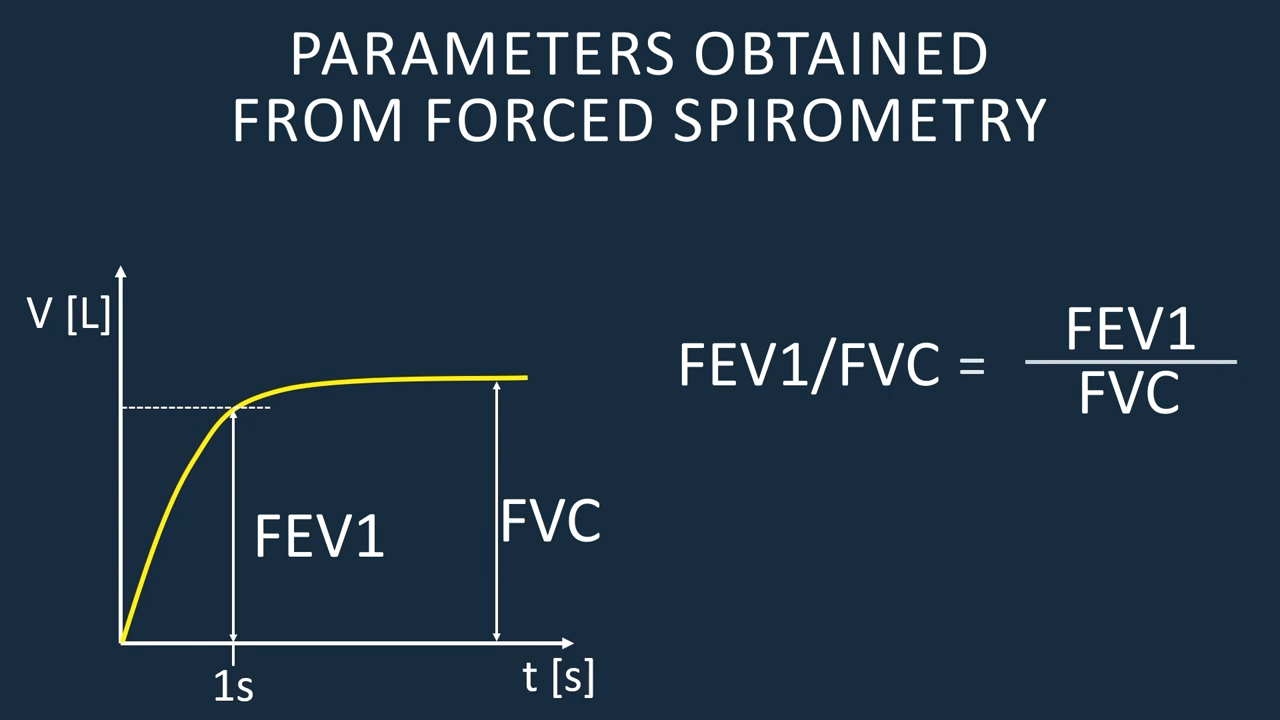 PARAMETERS OBTAINED
FROM FORCED SPIROMETRY
V [L]
FEV1
FVC
1s
t [s]
FEV1/FVC =
FEV1
FVC